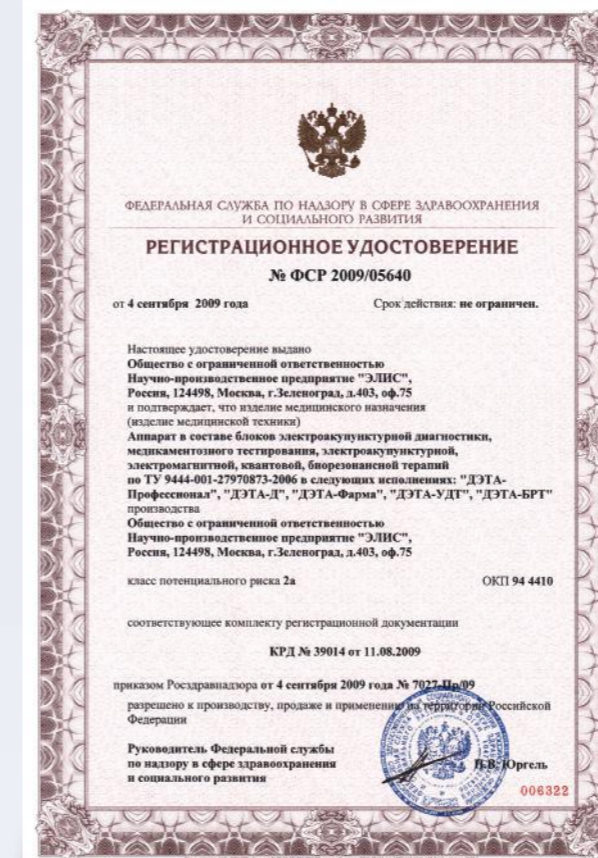 ФЕДЕРАЛЬНАЯ СЛУЖБА ПО НАДЗОРУ В СФЕРЕ ЗДРАВООХРАНЕНИЯ
И СОЦИАЛЬНОГО РАЗВИТИЯ
РЕГИСТРАЦИОННОЕ УДОСТОВЕРЕНИЕ
№ ФСР 2009/05640
от 4 сентября 2009 года Срок действия: не ограничен.
Настоящее удостоверение выдано
Общество с ограниченной ответственностью
Научно-производственное предприятие "ЭЛИС",
Россия, 124498, Москва, г.Зеленоград, д.403, оф.75
и подтверждает, что изделие медицинского назначения
(изделие медицинской техники)
Аппарат в составе блоков электроакупунктурной диагностики,
медикаментозного тестирования, электроакупунктурной,
электромагнитной, квантовой, биорезонансной терапий
по ТУ 9444-001-27970873-2006 в следующих исполнениях: "ДЭТА-
Профессионал", "ДЭТА-Д", "ДЭТА-Фарма", "ДЭТА-УДТ", "ДЭТА-БРТ"
производства
Общество с ограниченной ответственностью
Научно-производственное предприятие "ЭЛИС",
Россия, 124498, Москва, г.Зеленоград, д.403, оф.75
класс потенциального риска 2а ОКП 94 4410
соответствующее комплекту регистрационной документации
КРД № 39014 от 11.08.2009
приказом Росздравнадзора от 4 сентября 2009 года № 7027-Пр/09
разрешено к производству, продаже и применению на территории Российской
Федерации
Руководитель Федеральной службы
по надзору в сфере здравоохранения
и социального развития
Н.В. Юргель
006322